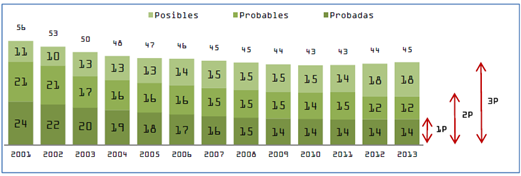 Posibles Probables Probadas
56 53 50 48 47 46 45 45 44 43 43 44 45
11 10 13 13 13 14 15 15 15 15 14 18 18
21 21 17 16 16 16 15 15 15 14 15 12 12
24 22 20 19 18 17 16 15 14 14 14 14 14
1P 2P 3P
2001 2002 2003 2004 2005 2006 2007 2008 2009 2010 2011 2012 2013